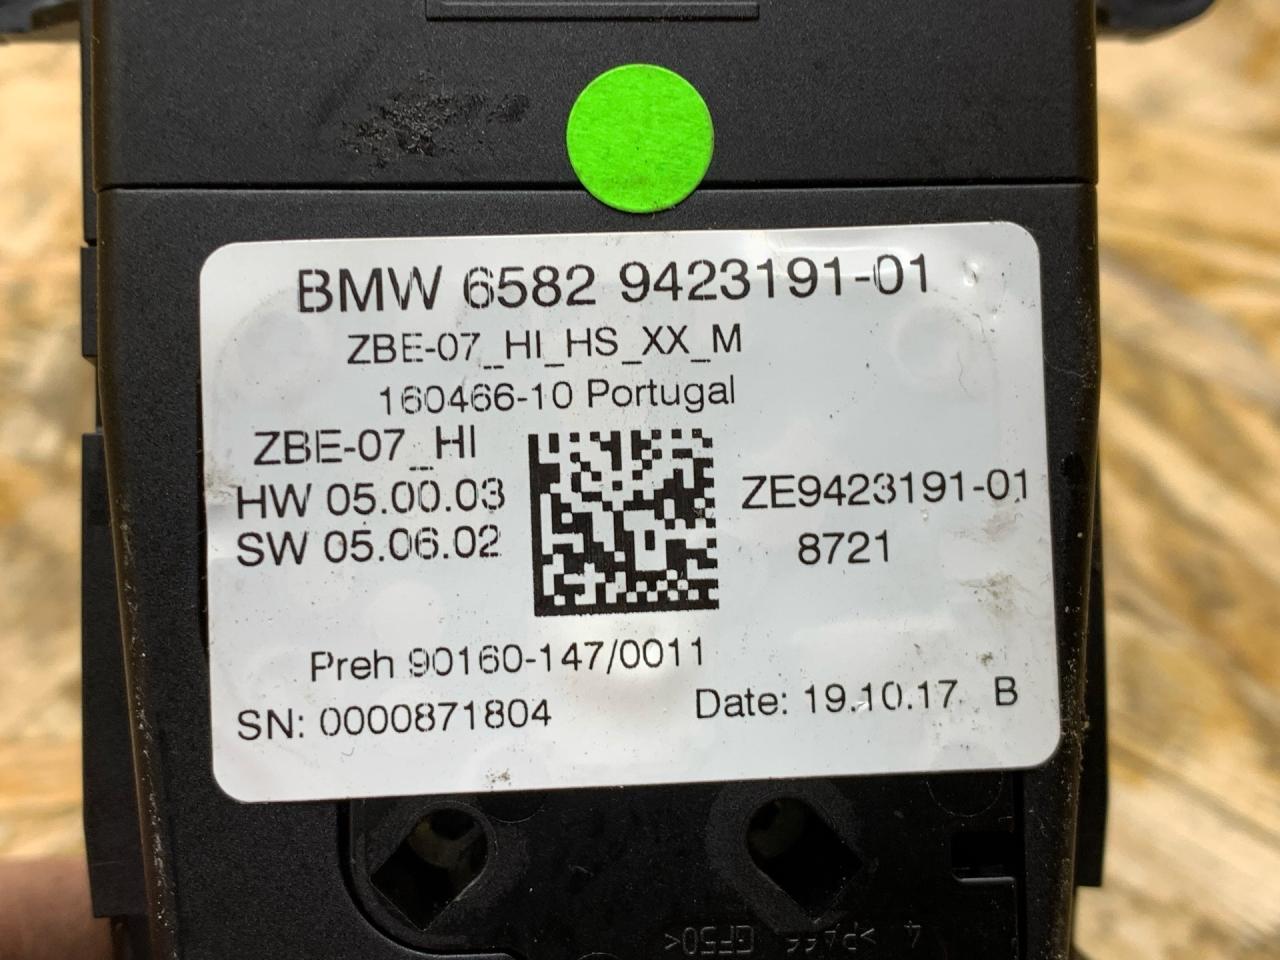 BMW 6582 9423191-01
ZBE-07_HI_HS_XX_M
160466-10 Portugal
ZBE-07_HI
HW 05.00.03
SW 05.06.02
ZE9423191-01
8721
Preh 90160-147/0011
SN: 0000871804
Date: 19.10.17 B
GF50<